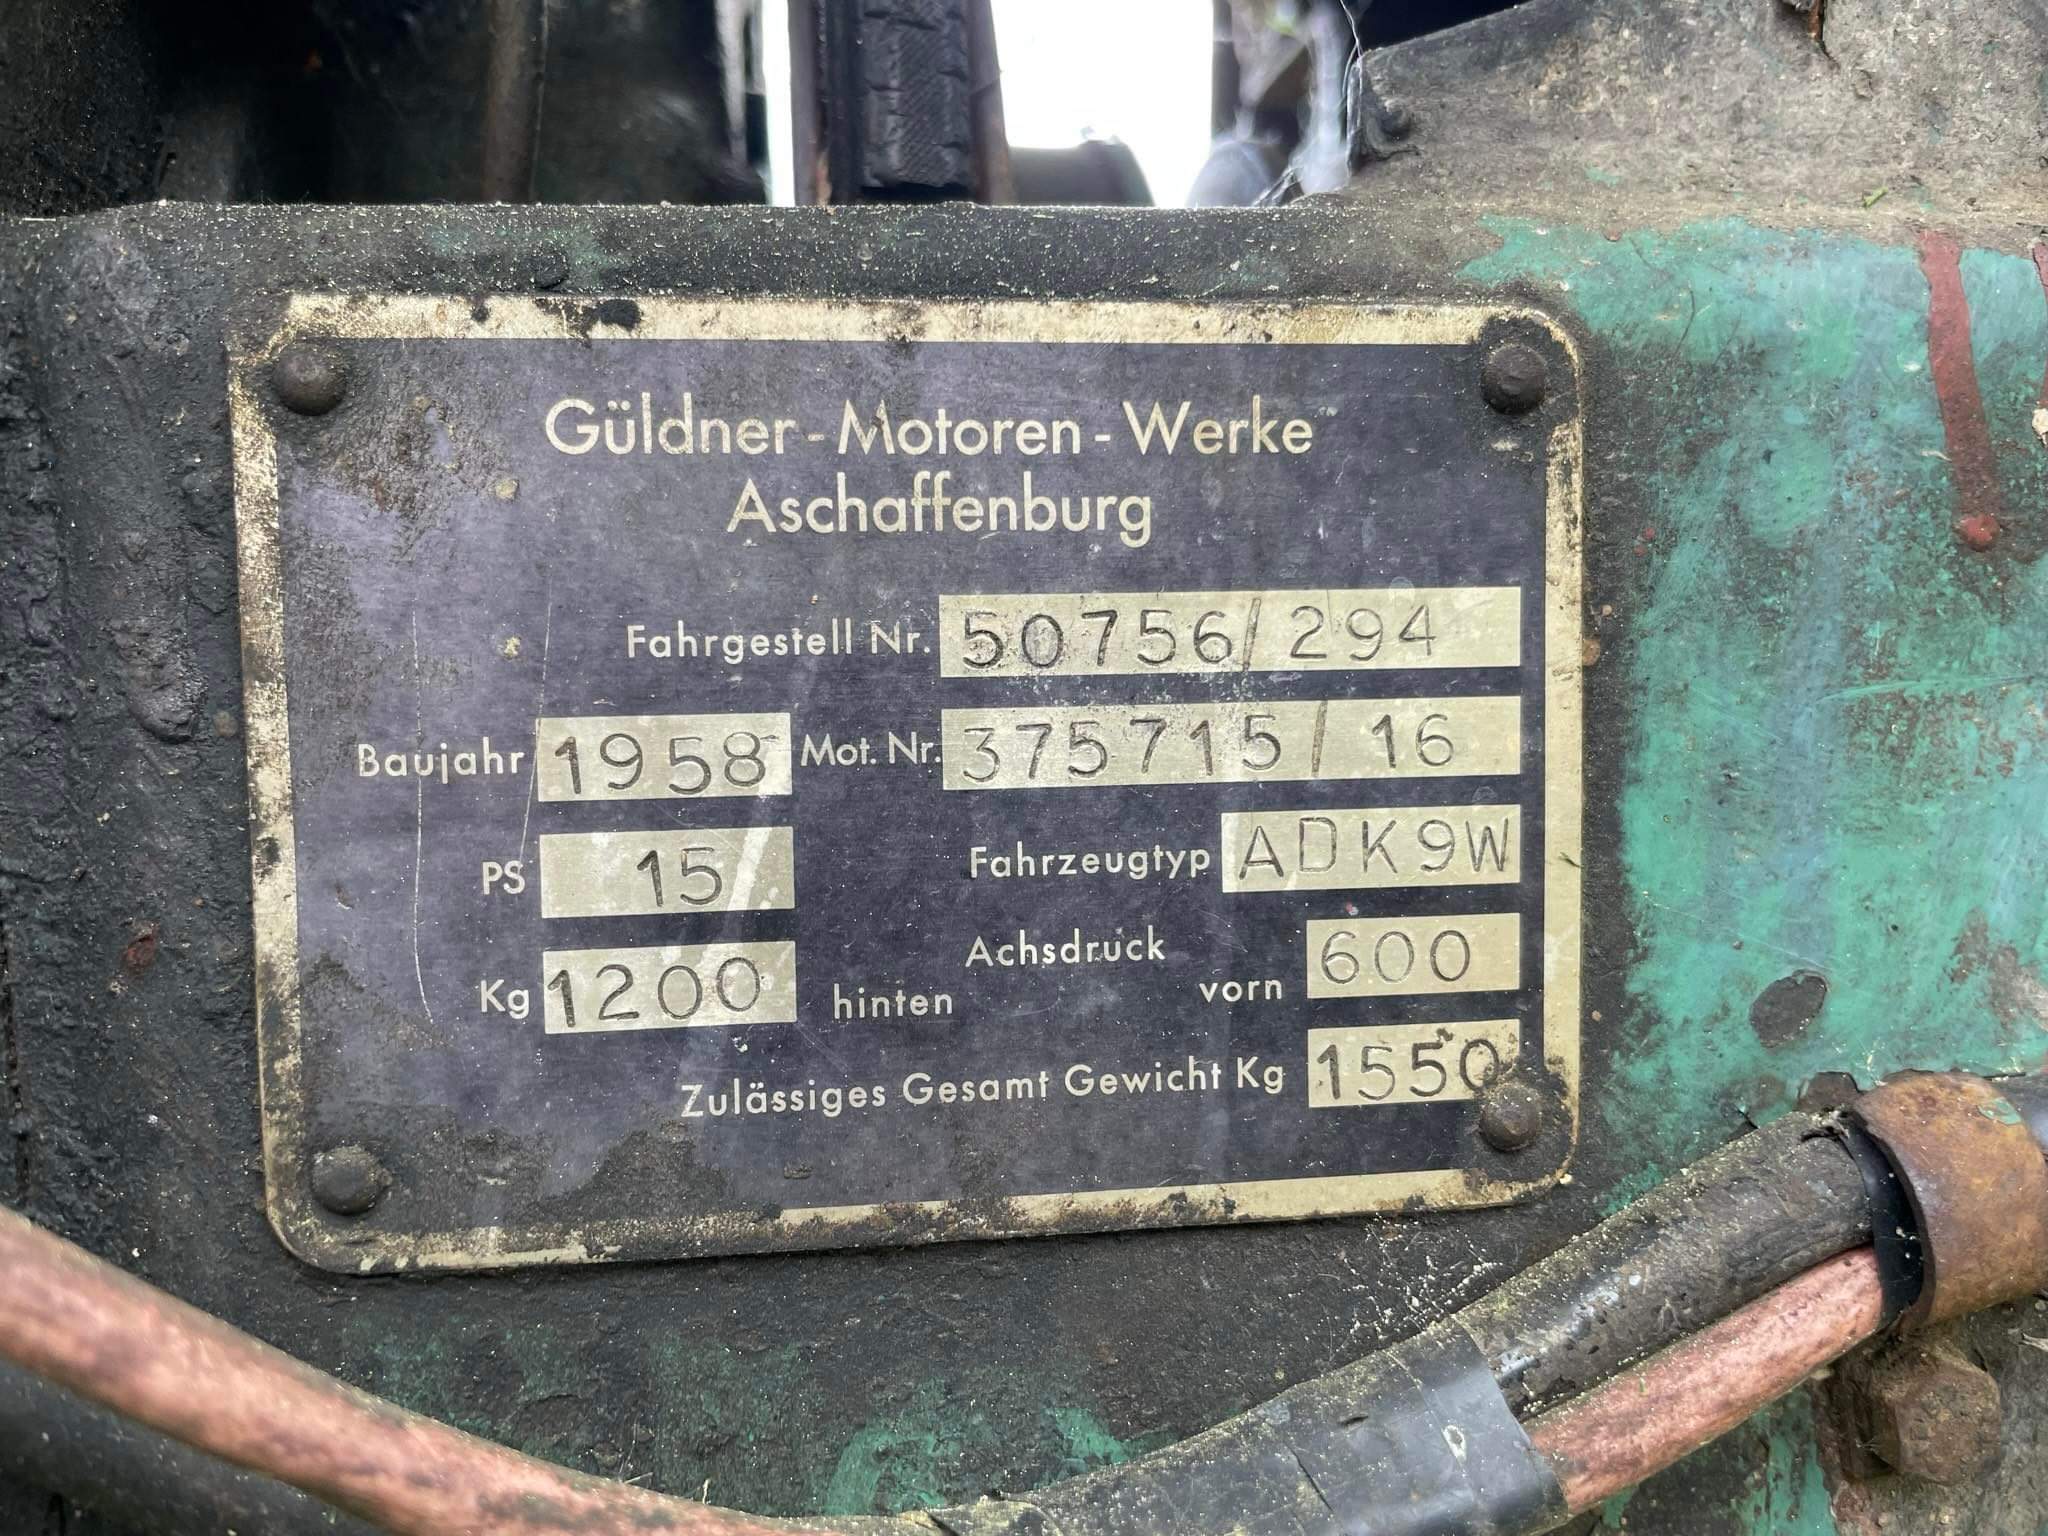 Güldner-Motoren-Werke
Aschaffenburg
Fahrgestell Nr. 50756/294
Baujahr 1958 Mot. Nr. 375715/16
PS 15 Fahrzeugtyp ADK9W
Achsdruck
Kg 1200 hinten vorn 600
Zulässiges Gesamt Gewicht Kg 1550